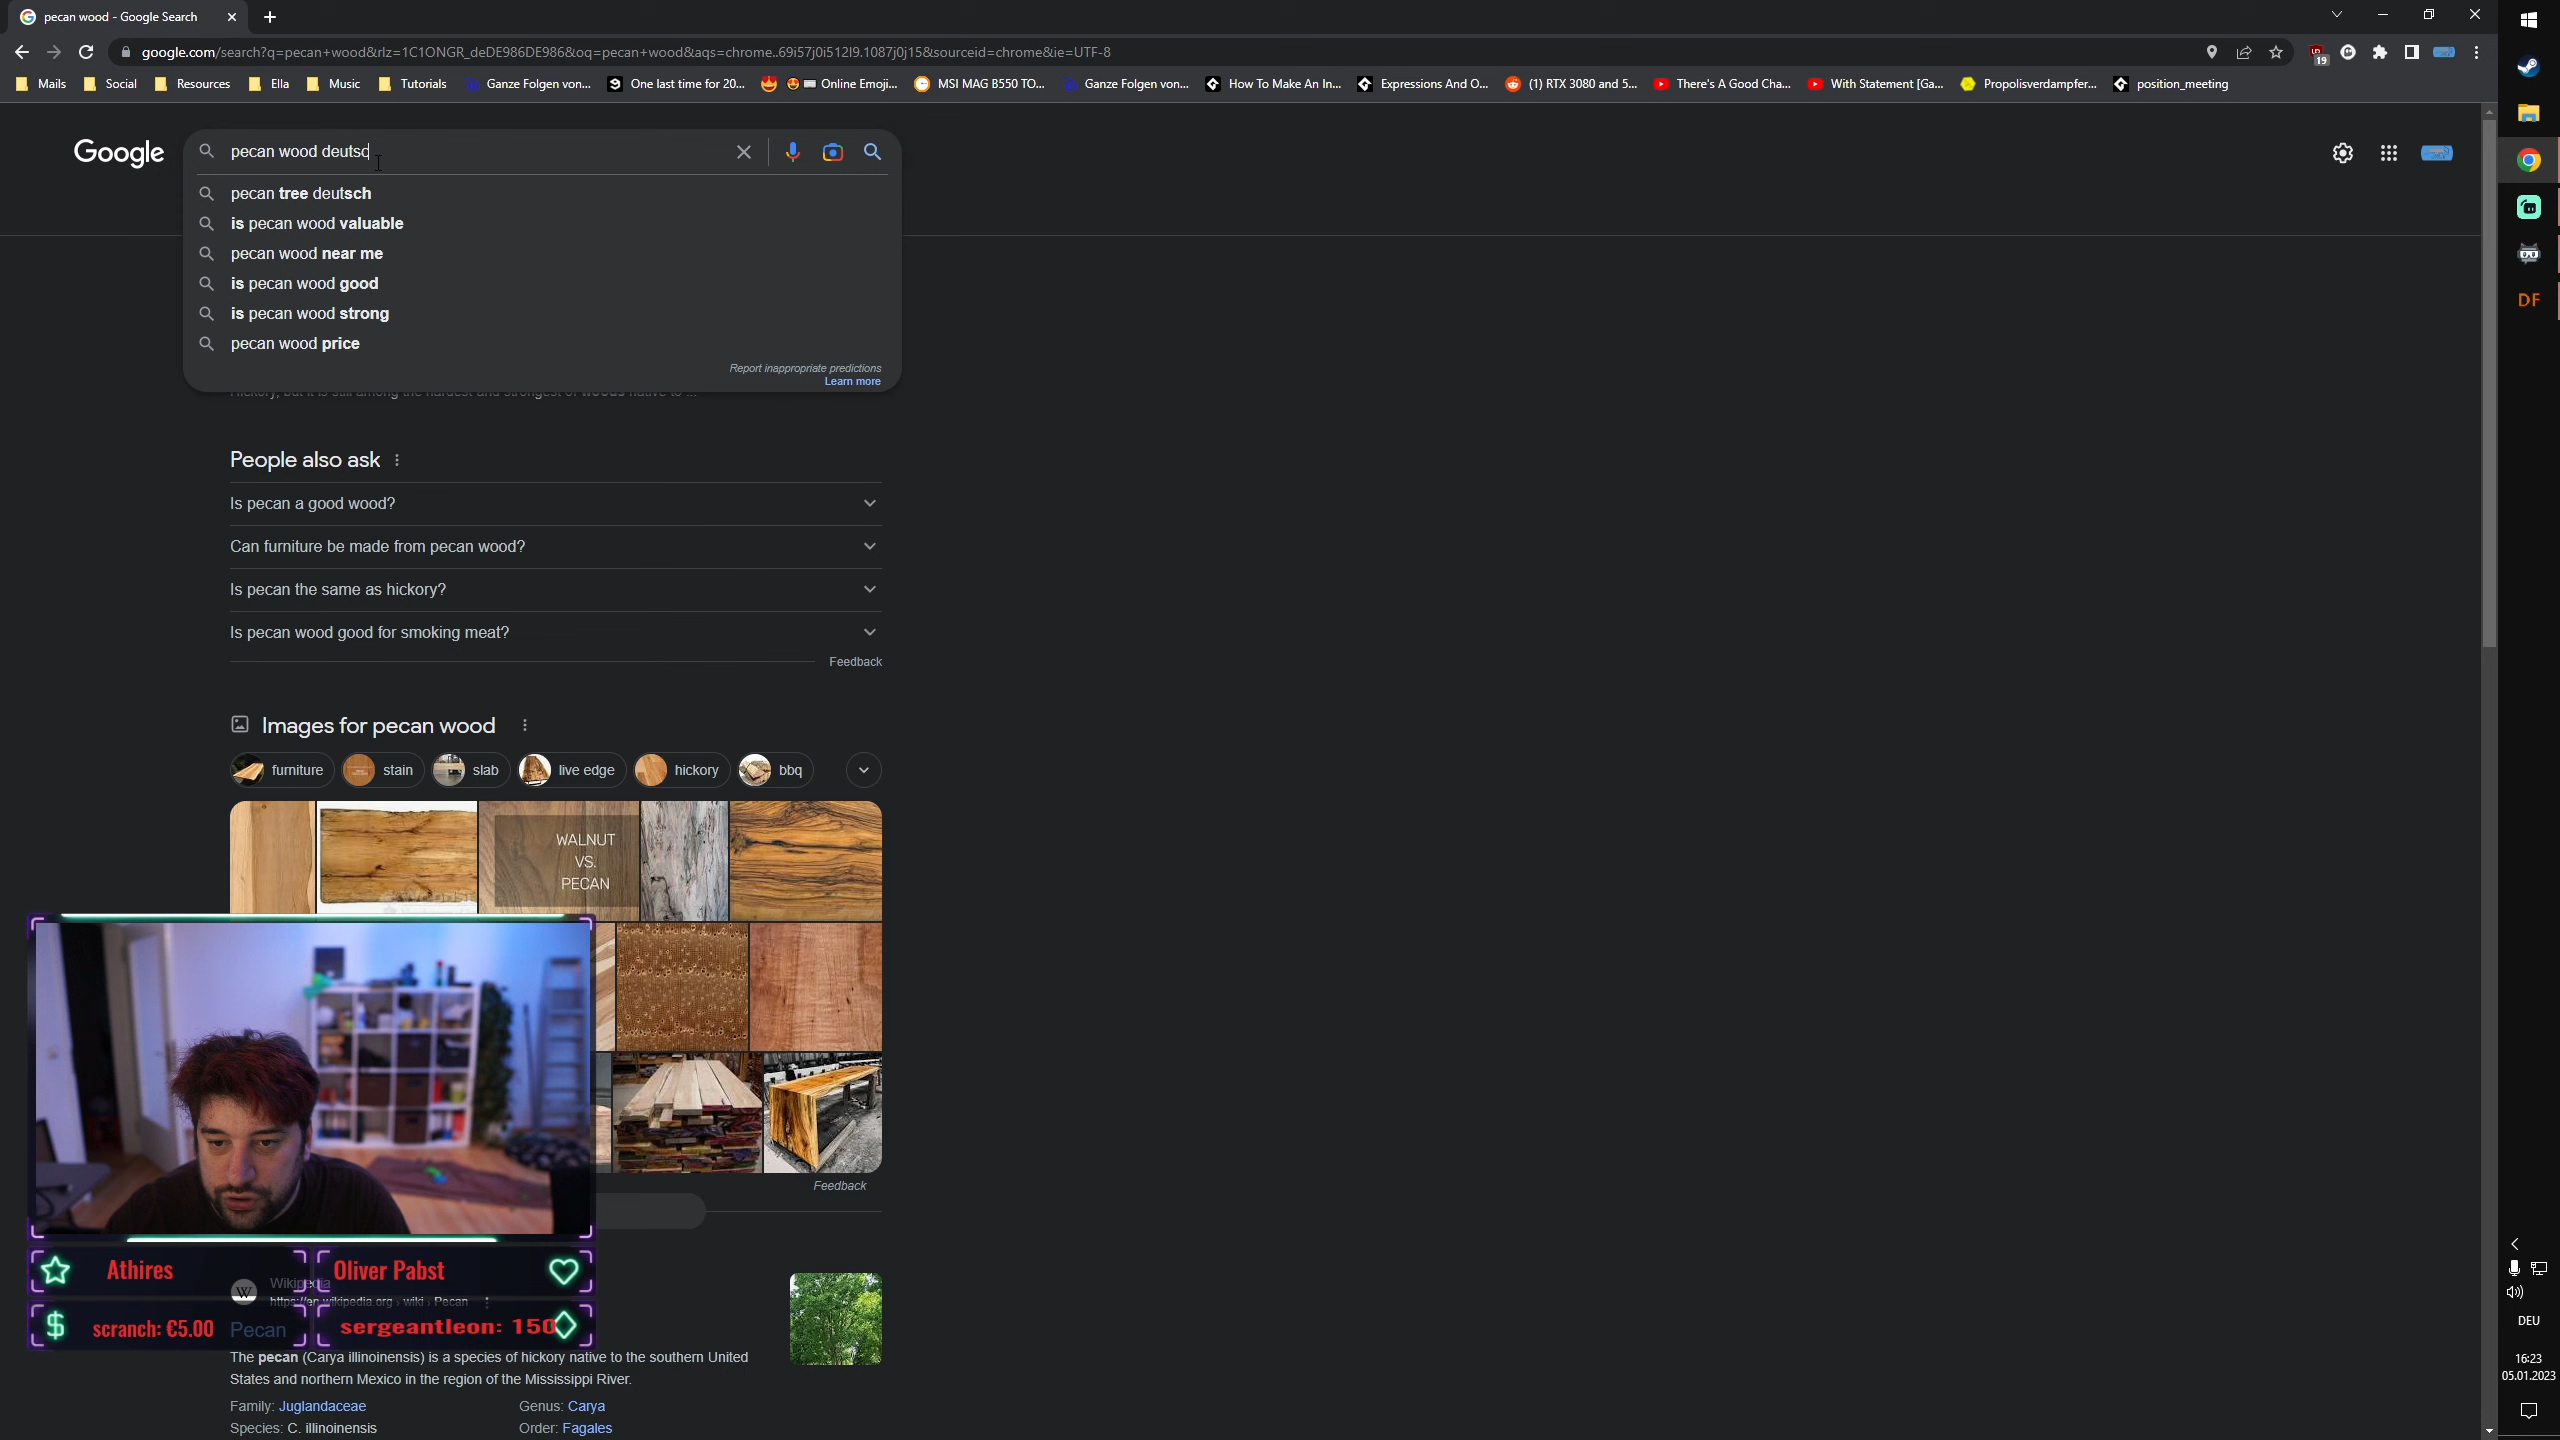 pecan wood - Google Search
google.com/search?q=pecan+wood&rlz=1C1ONGR_deDE986DE986&oq=pecan+wood&aqs=chrome..69i57j0i512l9.1087j0j15&sourceid=chrome&ie=UTF-8
19
Mails Social Resources Ella Music Tutorials Ganze Folgen von... One last time for 20... Online Emoji... MSI MAG B550 TO... Ganze Folgen von... How To Make An In... Expressions And O... (1) RTX 3080 and 5... There's A Good Cha... With Statement [Ga... Propolisverdampfer... position_meeting
Google
pecan wood deutsc
pecan tree deutsch
is pecan wood valuable
pecan wood near me
is pecan wood good
is pecan wood strong
pecan wood price
Report inappropriate predictions
Learn more
People also ask
Is pecan a good wood?
Can furniture be made from pecan wood?
Is pecan the same as hickory?
Is pecan wood good for smoking meat?
Feedback
Images for pecan wood
furniture stain slab live edge hickory bbq
WALNUT
VS.
PECAN
Feedback
Athires
Oliver Pabst
Wikipedia
https://en.wikipedia.org › wiki › Pecan
$ scranch: €5.00
Pecan
sergeantleon: 150
The pecan (Carya illinoinensis) is a species of hickory native to the southern United
States and northern Mexico in the region of the Mississippi River.
Family: Juglandaceae
Genus: Carya
Species: C. illinoinensis
Order: Fagales
DF
DEU
16:23
05.01.2023